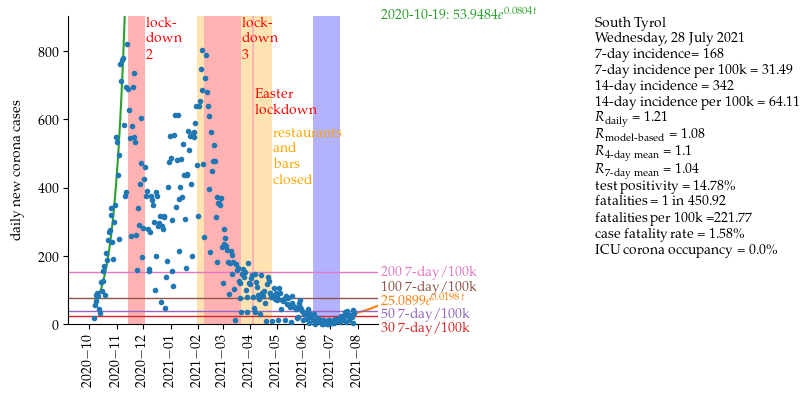 2020-10-19: 53.9484e^0.0804t
lock-
down
2
lock-
down
3
Easter
lockdown
restaurants
and
bars
closed
daily new corona cases
800
600
400
200
0
200 7-day/100k
100 7-day/100k
25.0899e^0.0198t
50 7-day/100k
30 7-day/100k
2020−10
2020−11
2020−12
2021−01
2021−02
2021−03
2021−04
2021−05
2021−06
2021−07
2021−08
South Tyrol
Wednesday, 28 July 2021
7-day incidence= 168
7-day incidence per 100k = 31.49
14-day incidence = 342
14-day incidence per 100k = 64.11
R_daily = 1.21
R_model-based = 1.08
R_4-day mean = 1.1
R_7-day mean = 1.04
test positivity = 14.78%
fatalities = 1 in 450.92
fatalities per 100k =221.77
case fatality rate = 1.58%
ICU corona occupancy = 0.0%